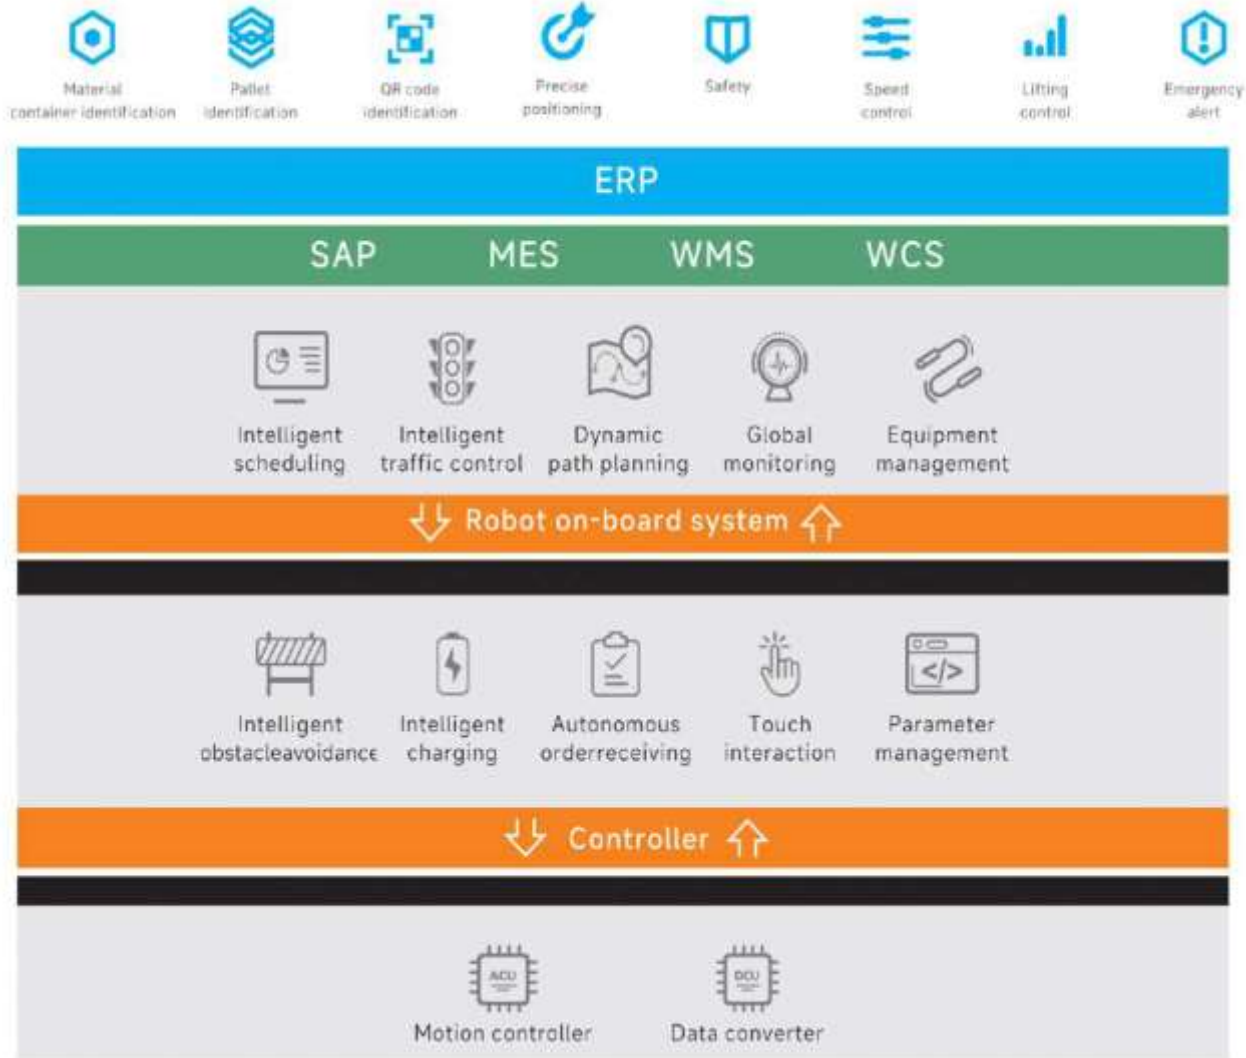 Material
container identification
Pallet
identification
QR code
identification
Precise
positioning
Safety
Speed
control
Lifting
control
Emergency
alert
ERP
SAP MES WMS WCS
Intelligent
scheduling
Intelligent
traffic control
Dynamic
path planning
Global
monitoring
Equipment
management
Robot on-board system
Intelligent
obstacleavoidance
Intelligent
charging
Autonomous
orderreceiving
Touch
interaction
</>
Parameter
management
Controller
ACU
Motion controller
DCU
Data converter